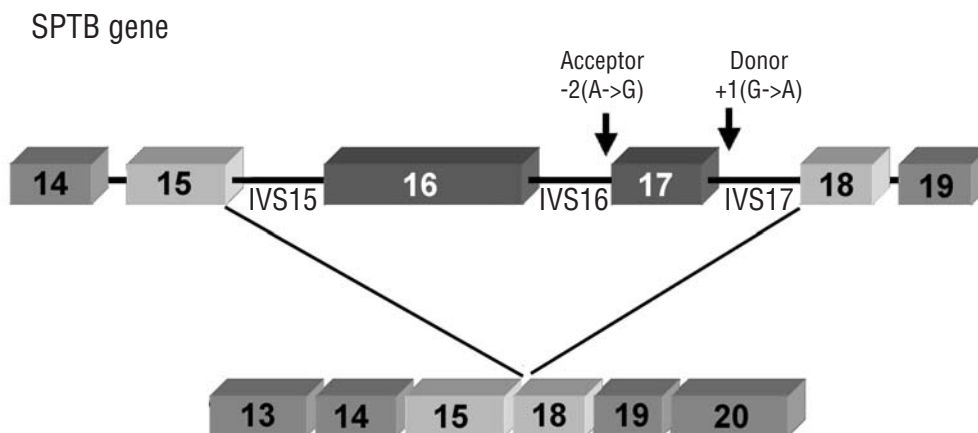 SPTB gene
Acceptor Donor
-2(A->G) +1(G->A)
14 15 16 17 18 19
IVS15 IVS16 IVS17
13 14 15 18 19 20